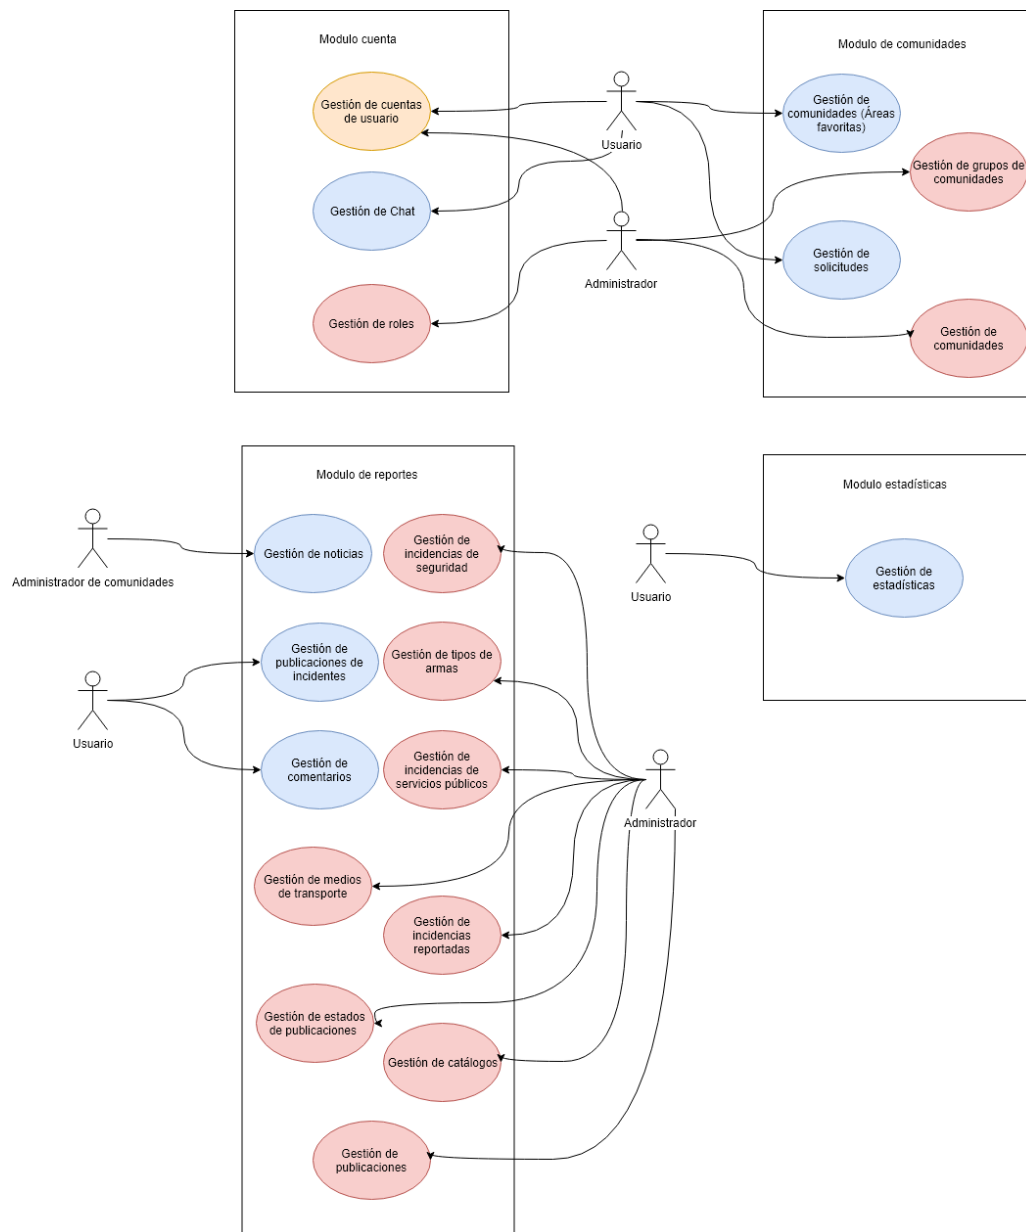 Modulo cuenta
Gestión de cuentas
de usuario
Gestión de Chat
Gestión de roles
Usuario
Administrador
Modulo de comunidades
Gestión de
comunidades (Áreas
favoritas)
Gestión de grupos de
comunidades
Gestión de
solicitudes
Gestión de
comunidades
Modulo de reportes
Administrador de comunidades
Gestión de noticias
Gestión de
incidencias de
seguridad
Usuario
Gestión de
publicaciones de
incidentes
Gestión de tipos de
armas
Gestión de
comentarios
Gestión de
incidencias de
servicios públicos
Gestión de medios
de transporte
Gestión de
incidencias
reportadas
Gestión de estados
de publicaciones
Gestión de catálogos
Gestión de
publicaciones
Administrador
Modulo estadísticas
Usuario
Gestión de
estadísticas